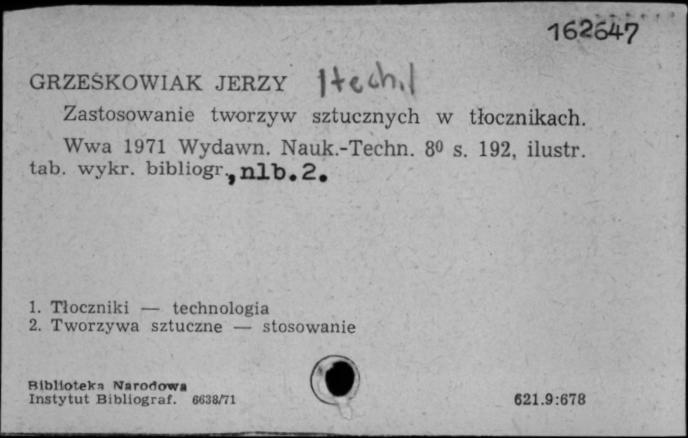 162647
GRZEŚKOWIAK JERZY |tech.|
Zastosowanie tworzyw sztucznych w tłocznikach.
Wwa 1971 Wydawn. Nauk.-Techn. 8⁰ s. 192, ilustr.
tab. wykr. bibliogr., nlb.2.
1. Tłoczniki — technologia
2. Tworzywa sztuczne — stosowanie
Biblioteka Narodowa
Instytut Bibliograf. 6638/71
621.9:678